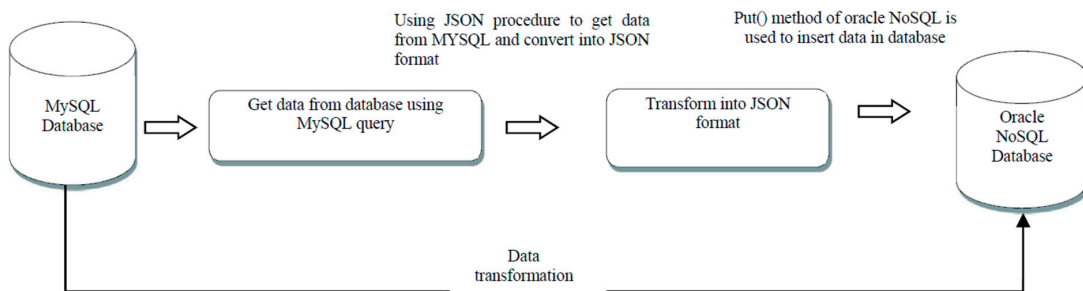 Using JSON procedure to get data
from MYSQL and convert into JSON
format
Put() method of oracle NoSQL is
used to insert data in database
MySQL
Database
Get data from database using
MySQL query
Transform into JSON
format
Oracle
NoSQL
Database
Data
transformation